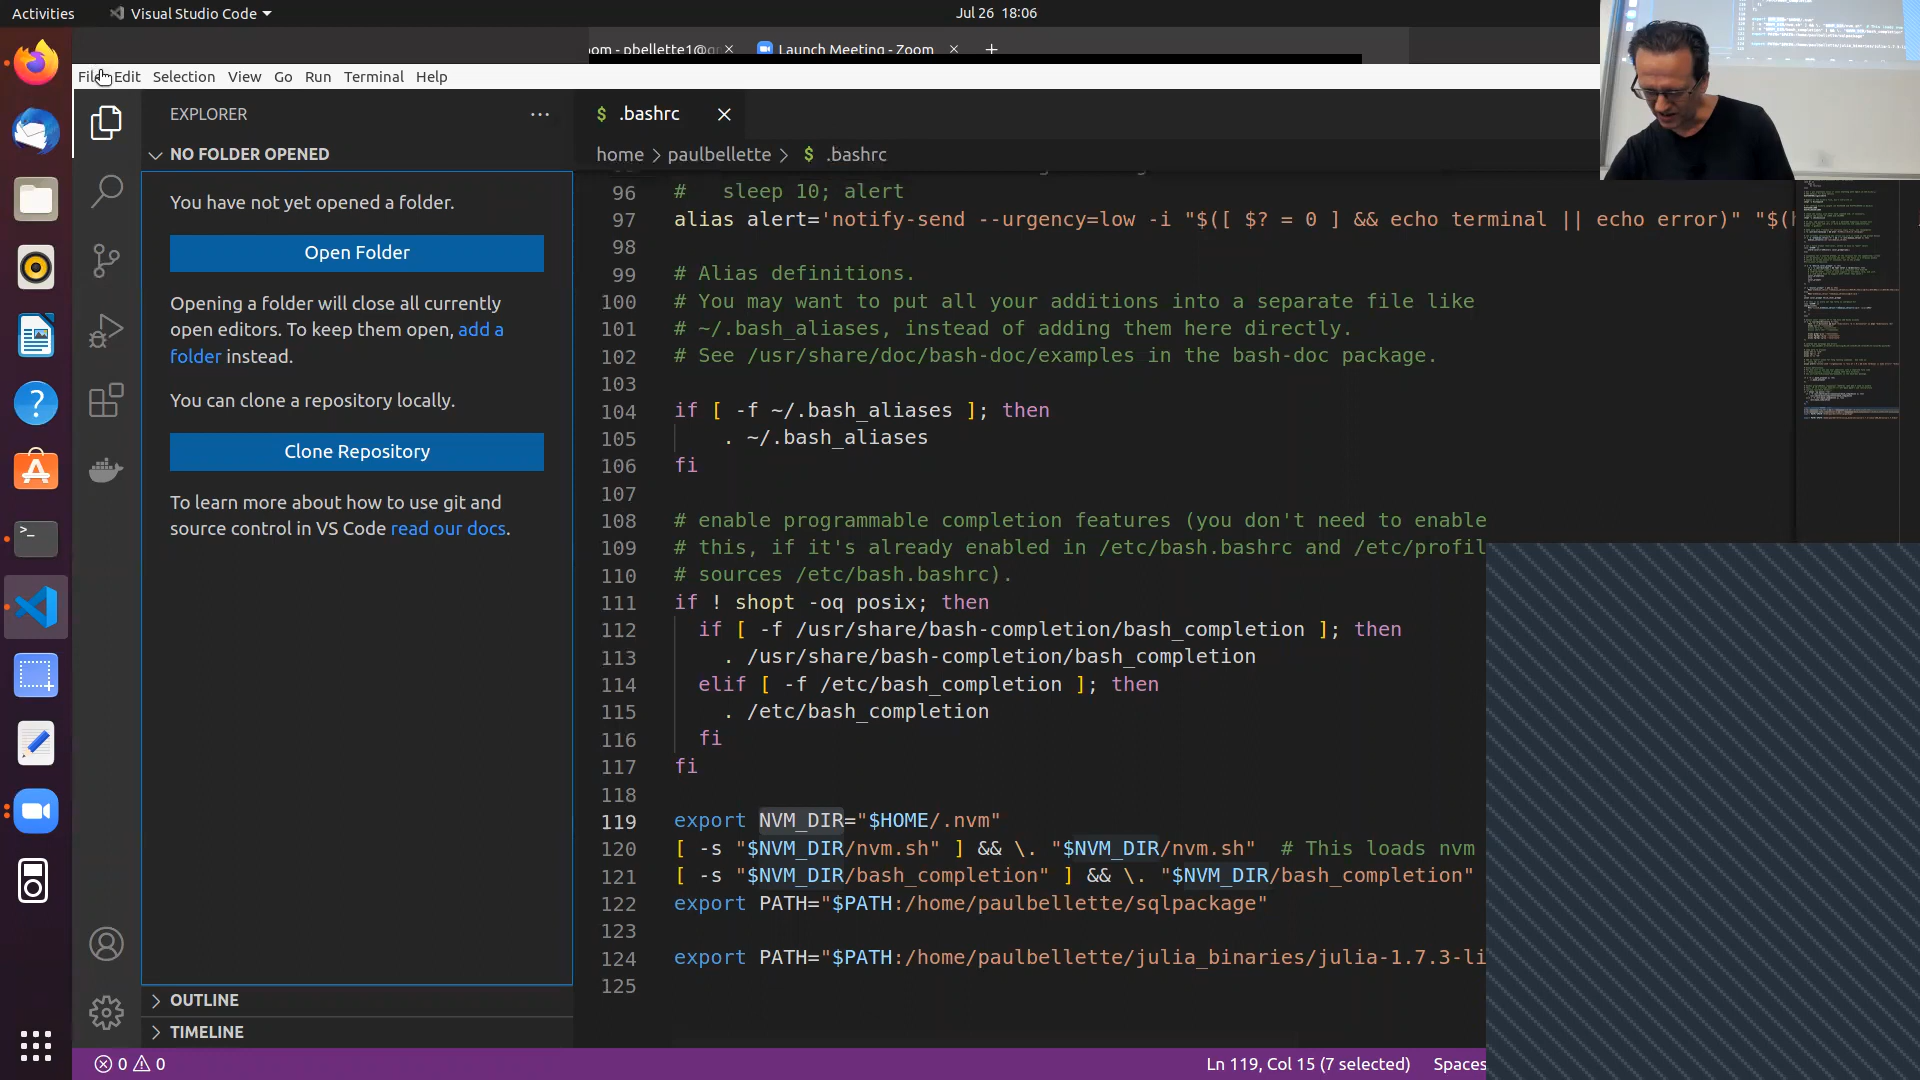 Activities
Visual Studio Code
Jul 26 18:06
Launch Meeting - Zoom
File Edit Selection View Go Run Terminal Help
EXPLORER
NO FOLDER OPENED
You have not yet opened a folder.
Open Folder
Opening a folder will close all currently
open editors. To keep them open, add a
folder instead.
You can clone a repository locally.
Clone Repository
To learn more about how to use git and
source control in VS Code read our docs.
OUTLINE
TIMELINE
$ .bashrc
home > paulbellette > $ .bashrc
96 #   sleep 10; alert
97 alias alert='notify-send --urgency=low -i "$([ $? = 0 ] && echo terminal || echo error)" "$(
98
99 # Alias definitions.
100 # You may want to put all your additions into a separate file like
101 # ~/.bash_aliases, instead of adding them here directly.
102 # See /usr/share/doc/bash-doc/examples in the bash-doc package.
103
104 if [ -f ~/.bash_aliases ]; then
105     . ~/.bash_aliases
106 fi
107
108 # enable programmable completion features (you don't need to enable
109 # this, if it's already enabled in /etc/bash.bashrc and /etc/profil
110 # sources /etc/bash.bashrc).
111 if ! shopt -oq posix; then
112   if [ -f /usr/share/bash-completion/bash_completion ]; then
113     . /usr/share/bash-completion/bash_completion
114   elif [ -f /etc/bash_completion ]; then
115     . /etc/bash_completion
116   fi
117 fi
118
119 export NVM_DIR="$HOME/.nvm"
120 [ -s "$NVM_DIR/nvm.sh" ] && \. "$NVM_DIR/nvm.sh"  # This loads nvm
121 [ -s "$NVM_DIR/bash_completion" ] && \. "$NVM_DIR/bash_completion"
122 export PATH="$PATH:/home/paulbellette/sqlpackage"
123
124 export PATH="$PATH:/home/paulbellette/julia_binaries/julia-1.7.3-li
125
0 0
Ln 119, Col 15 (7 selected)
Spaces